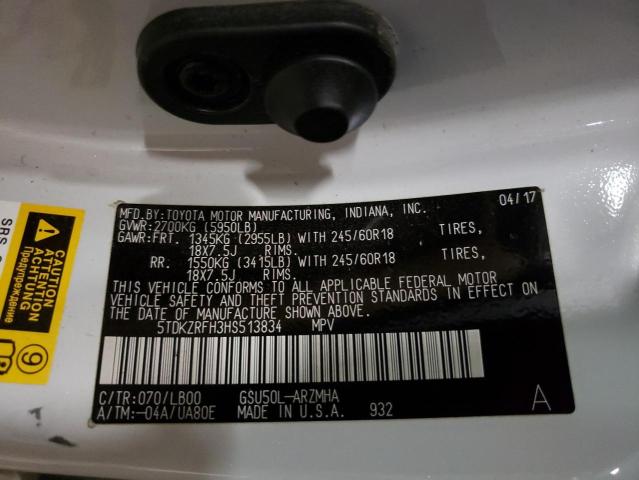 MFD.BY:TOYOTA MOTOR MANUFACTURING, INDIANA, INC. 04/17
GVWR:2700KG (5950LB)
GAWR:FRT. 1345KG (2955LB) WITH 245/60R18 TIRES,
18X7.5J RIMS.
RR. 1550KG (3415LB) WITH 245/60R18 TIRES,
18X7.5J RIMS.
THIS VEHICLE CONFORMS TO ALL APPLICABLE FEDERAL MOTOR
VEHICLE SAFETY AND THEFT PREVENTION STANDARDS IN EFFECT ON
THE DATE OF MANUFACTURE SHOWN ABOVE.
5TDKZRFH3HS513834 MPV
C/TR:070/LB00 GSU50L-ARZMHA A
A/TM:-04A/UA80E MADE IN U.S.A. 932
SRS
CAUTION
ACHTUNG
Предупреждение
9